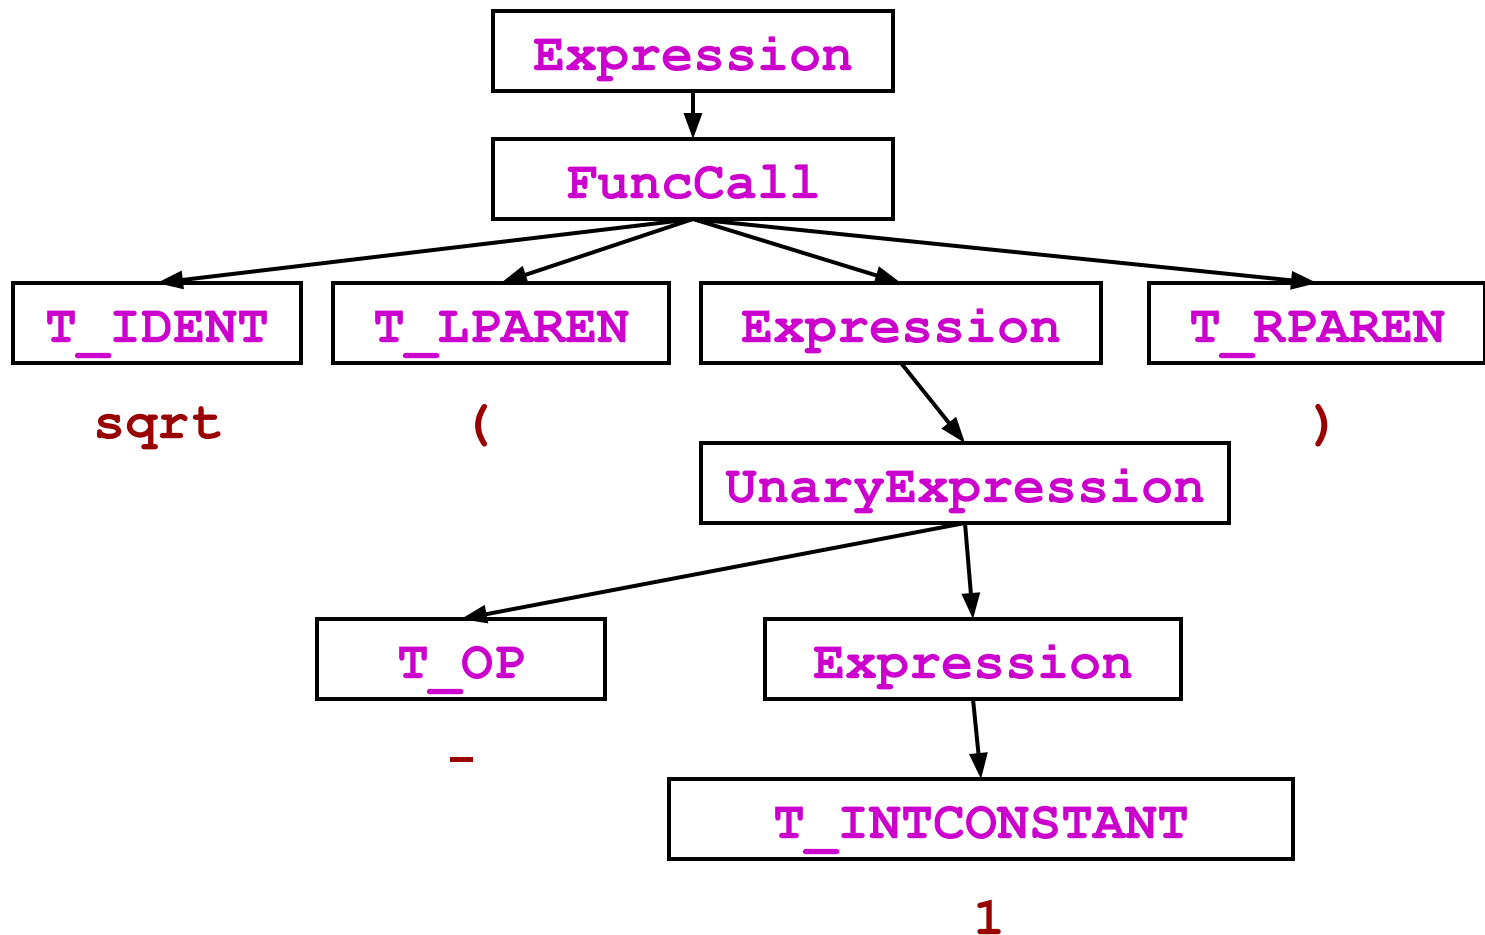 Expression
FuncCall
T_IDENT T_LPAREN Expression T_RPAREN
sqrt ( )
UnaryExpression
T_OP Expression
-
T_INTCONSTANT
1